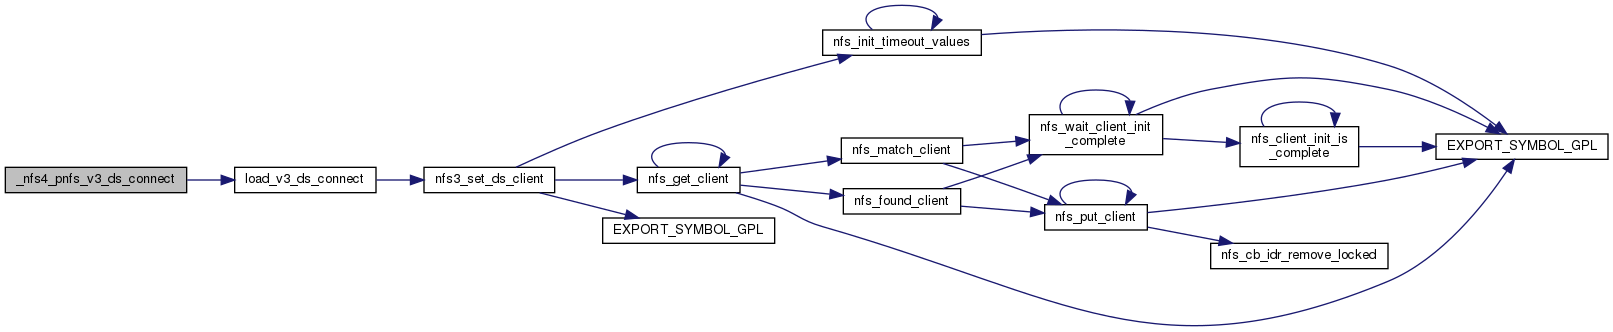 _nfs4_pnfs_v3_ds_connect
load_v3_ds_connect
nfs3_set_ds_client
nfs_init_timeout_values
nfs_get_client
EXPORT_SYMBOL_GPL
nfs_match_client
nfs_found_client
nfs_wait_client_init
_complete
nfs_put_client
nfs_client_init_is
_complete
nfs_cb_idr_remove_locked
EXPORT_SYMBOL_GPL